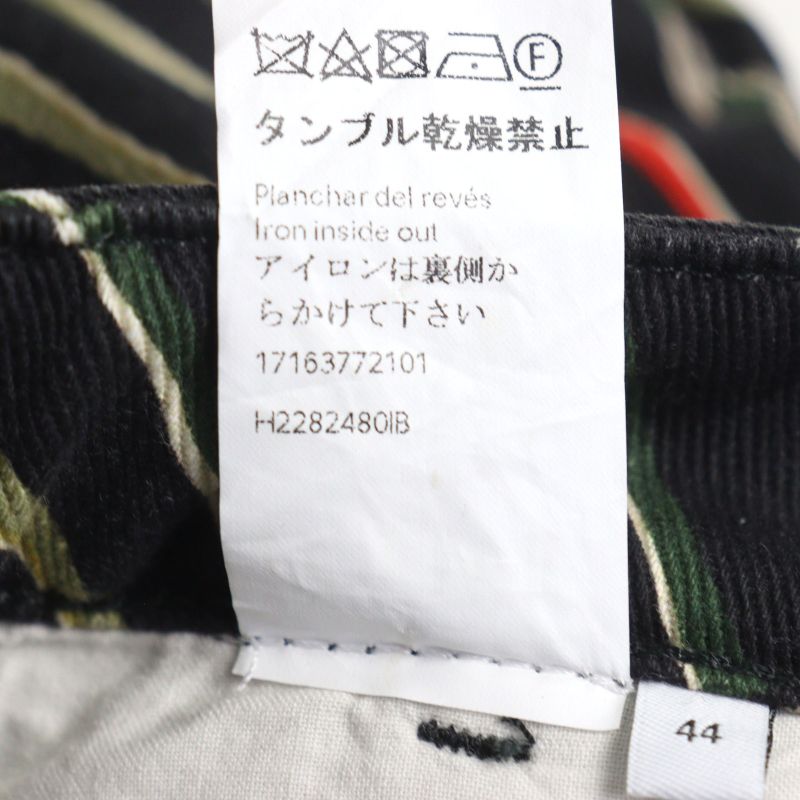 F
タンブル乾燥禁止
Planchar del revés
Iron inside out
アイロンは裏側か
らかけて下さい
17163772101
H2282480IB
44